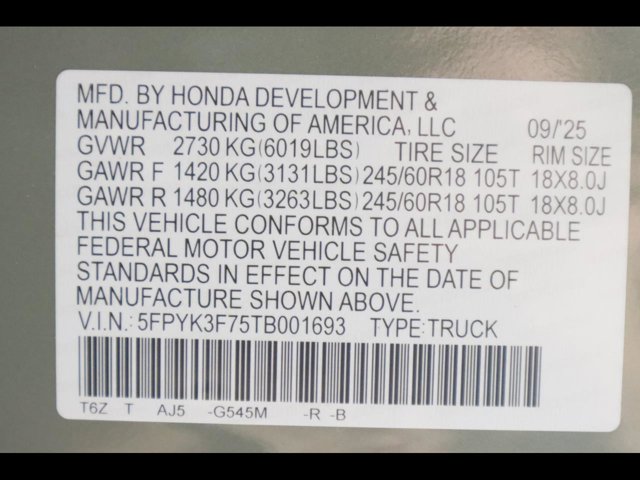 MFD. BY HONDA DEVELOPMENT &
MANUFACTURING OF AMERICA, LLC 09/'25
GVWR 2730 KG(6019LBS) TIRE SIZE RIM SIZE
GAWR F 1420 KG(3131LBS) 245/60R18 105T 18X8.0J
GAWR R 1480 KG(3263LBS) 245/60R18 105T 18X8.0J
THIS VEHICLE CONFORMS TO ALL APPLICABLE
FEDERAL MOTOR VEHICLE SAFETY
STANDARDS IN EFFECT ON THE DATE OF
MANUFACTURE SHOWN ABOVE.
V.I.N.: 5FPYK3F75TB001693 TYPE:TRUCK
T6Z T AJ5 -G545M -R -B